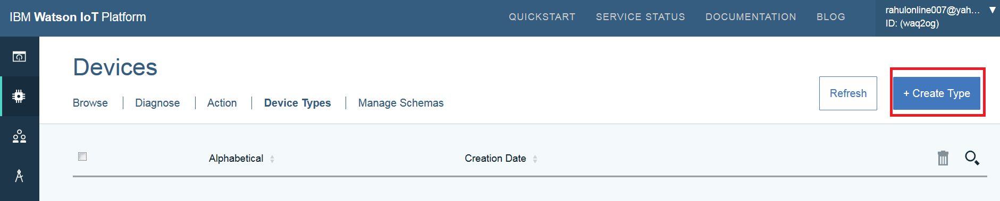 IBM Watson IoT Platform
QUICKSTART SERVICE STATUS DOCUMENTATION BLOG
rahulonline007@yah...
ID: (waq2og)
Devices
Browse Diagnose Action Device Types Manage Schemas
Refresh
+ Create Type
Alphabetical Creation Date